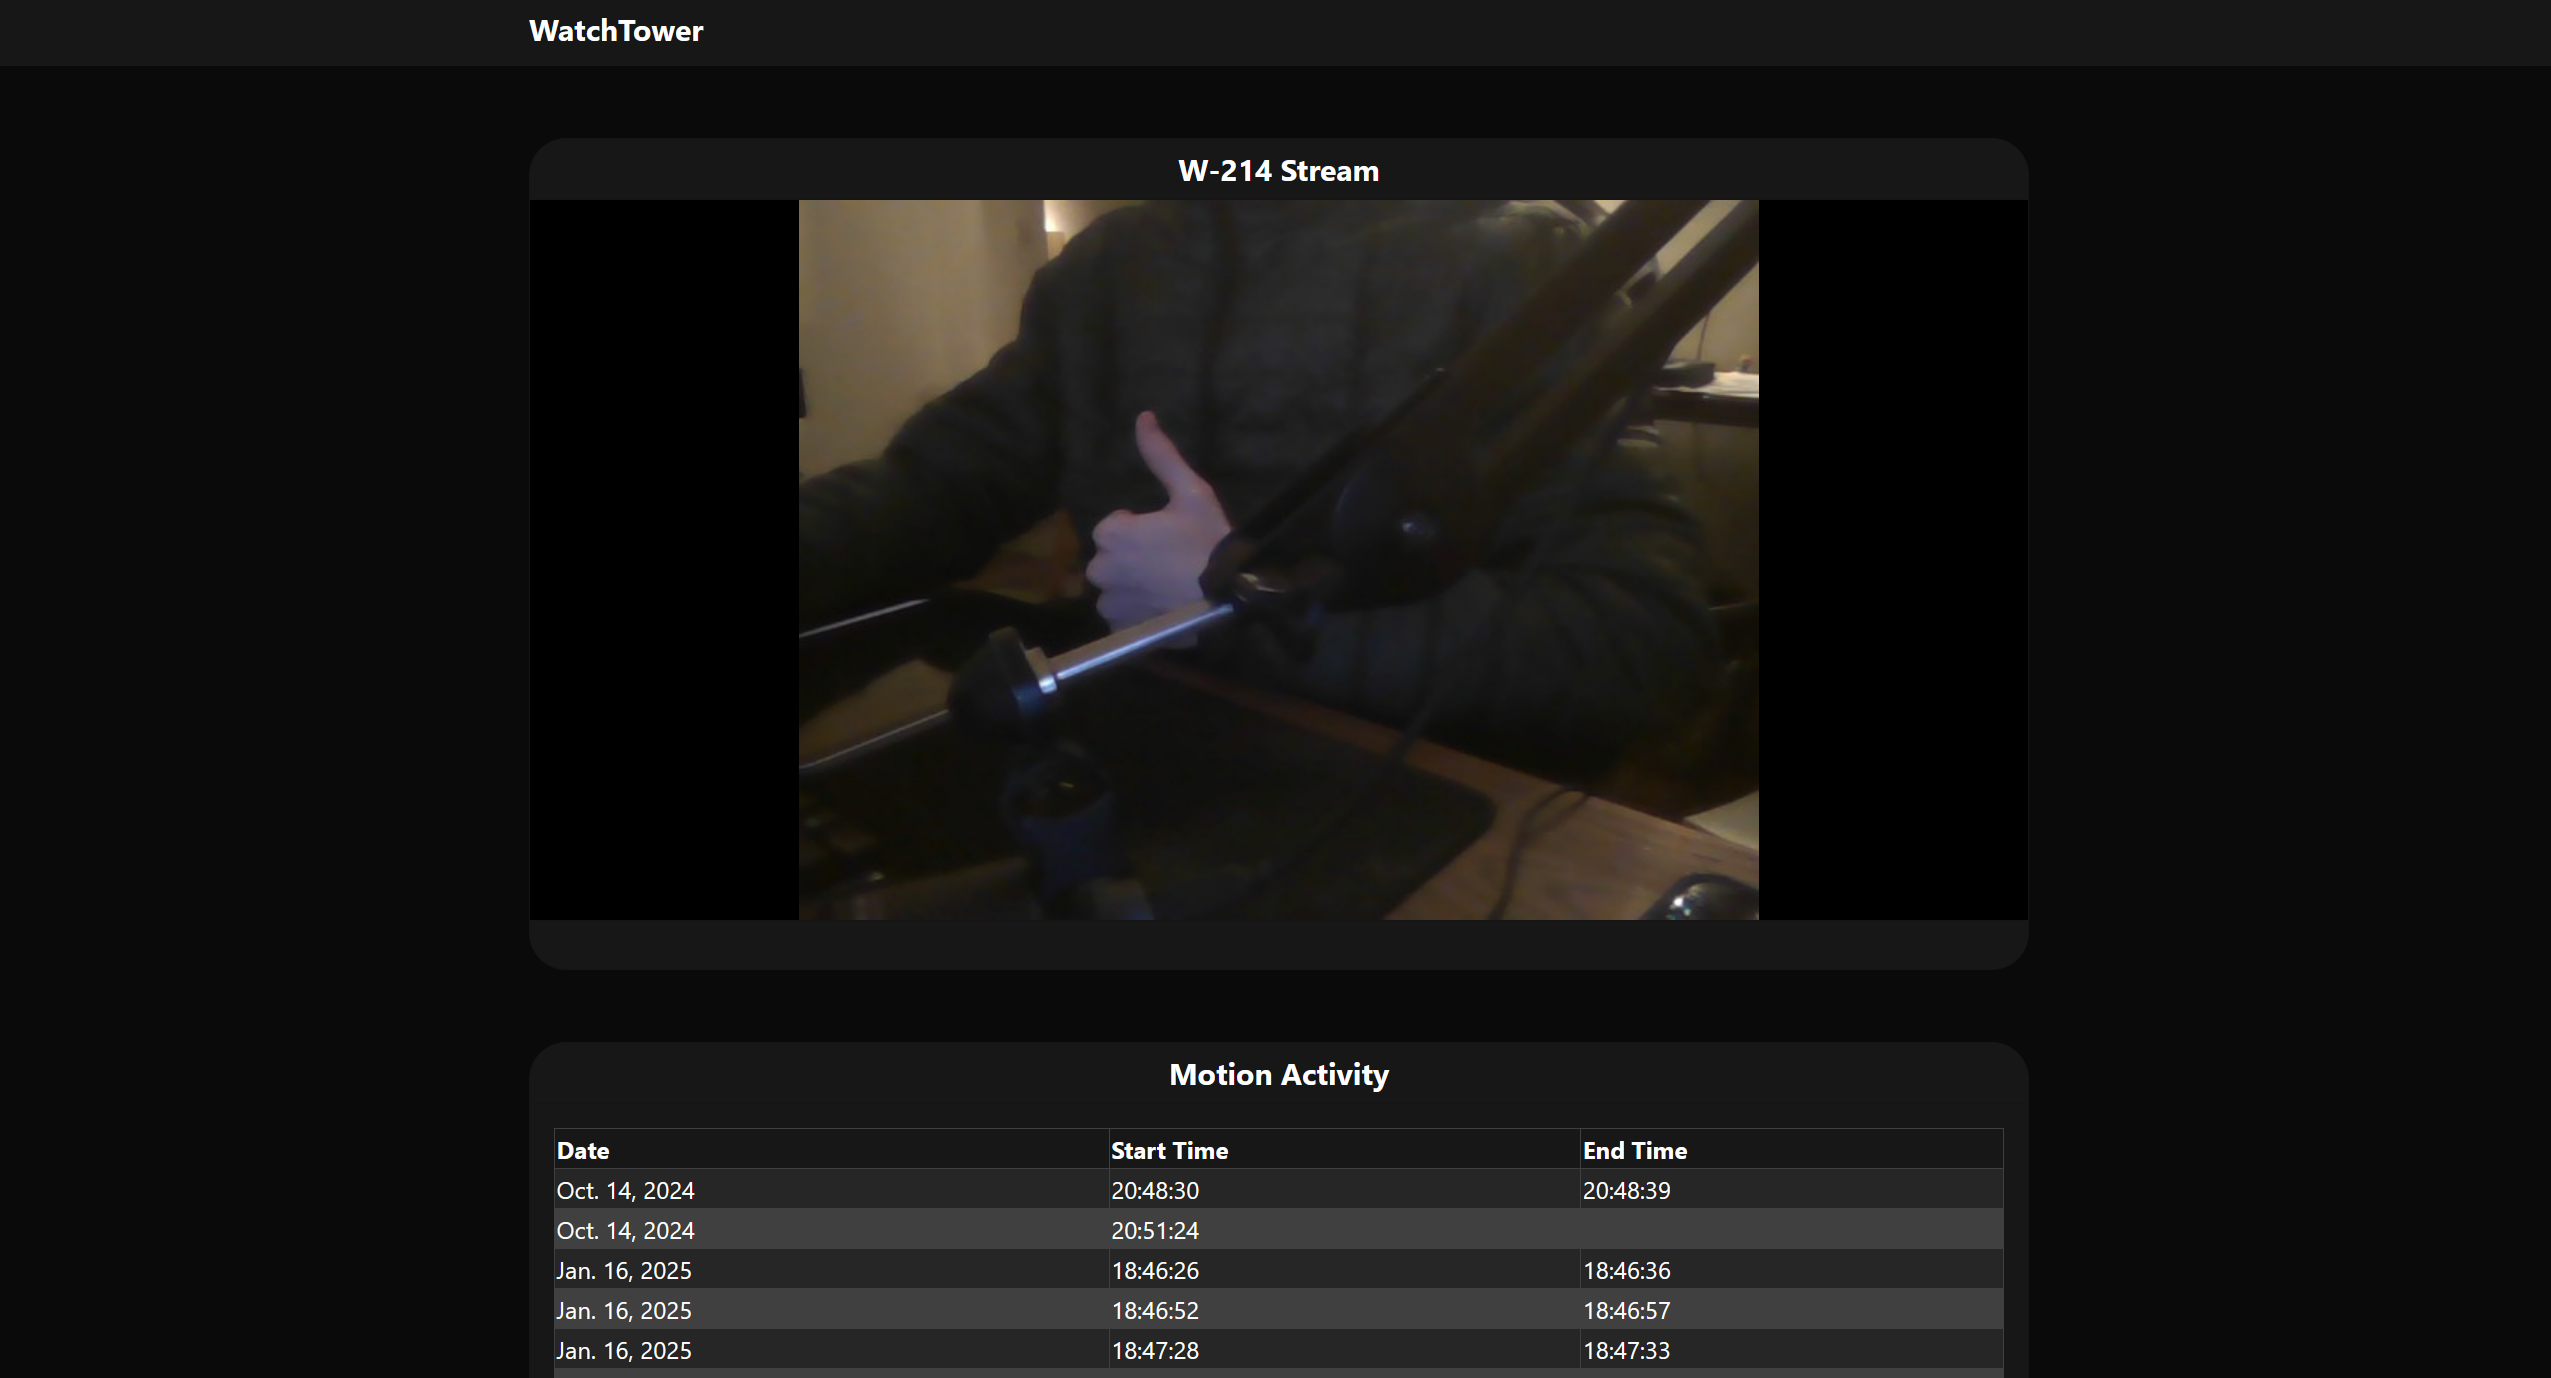 WatchTower
W-214 Stream
Motion Activity
Date Start Time End Time
Oct. 14, 2024 20:48:30 20:48:39
Oct. 14, 2024 20:51:24
Jan. 16, 2025 18:46:26 18:46:36
Jan. 16, 2025 18:46:52 18:46:57
Jan. 16, 2025 18:47:28 18:47:33